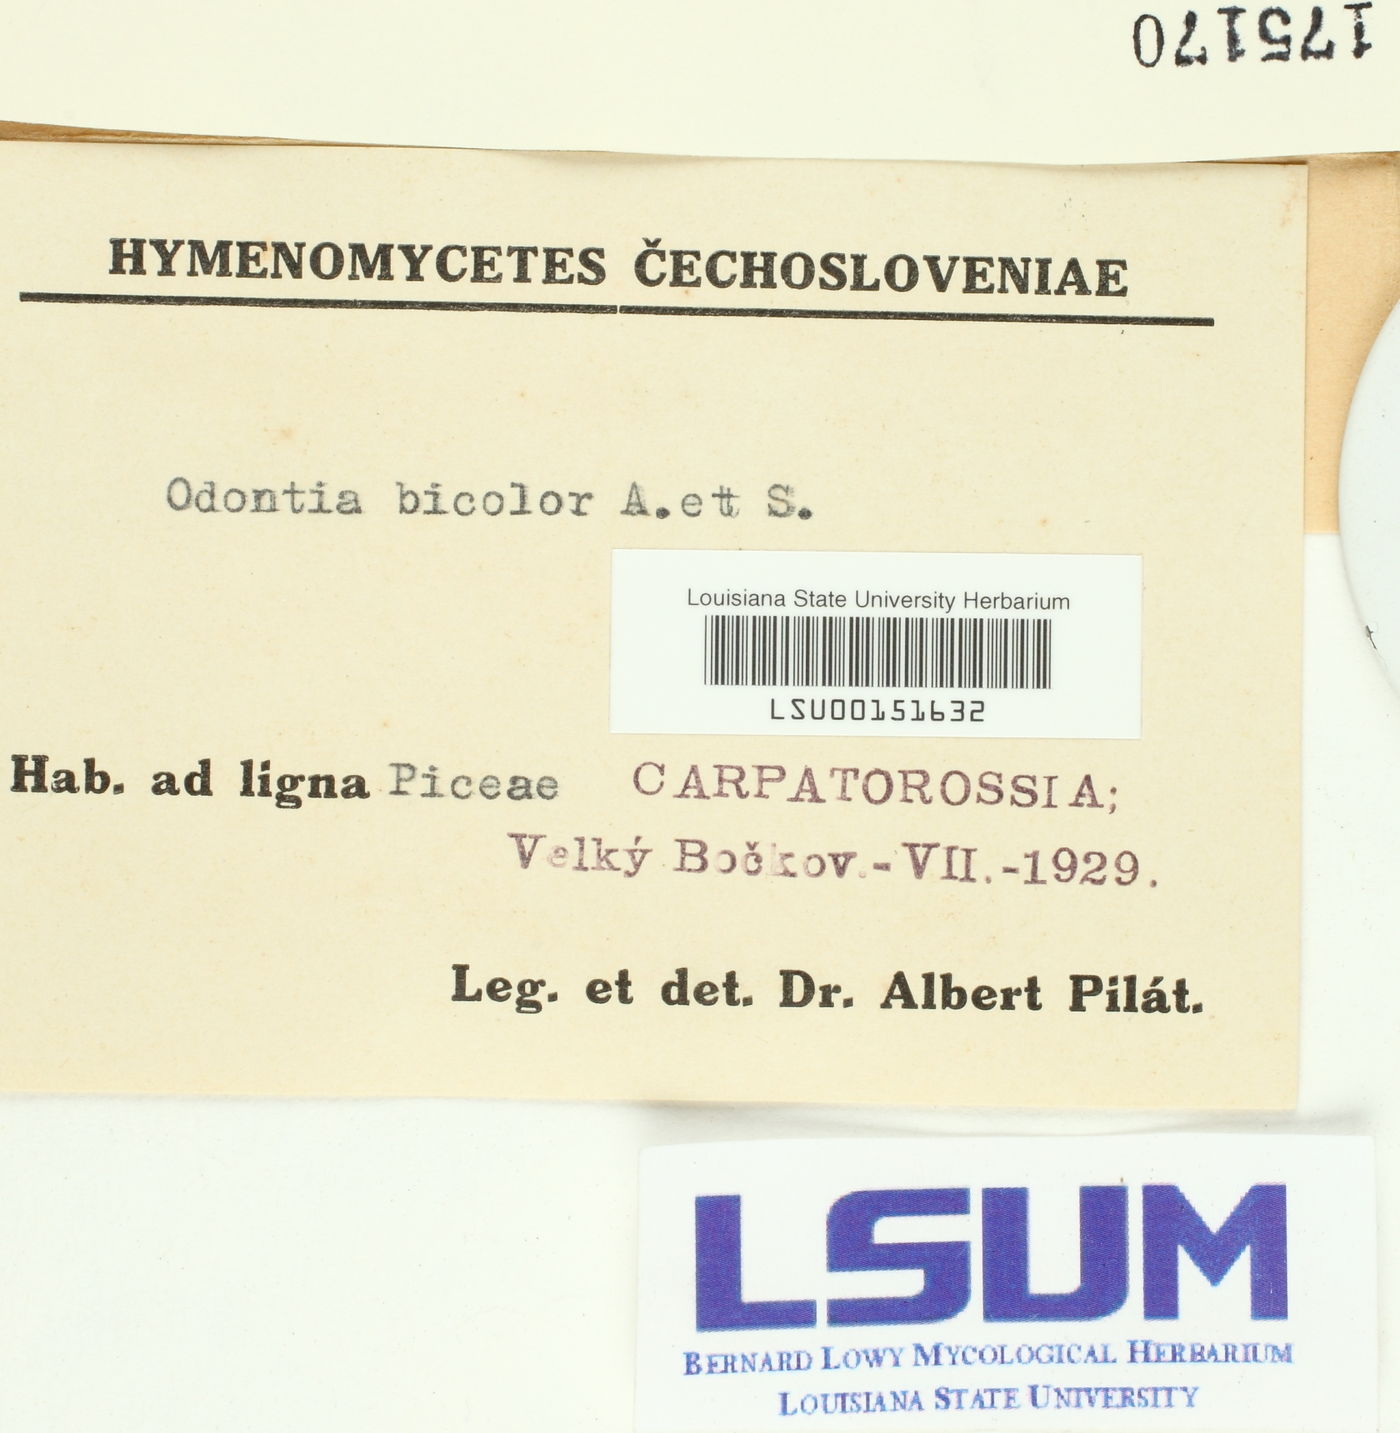 175170
HYMENOMYCETES ČECHOSLOVENIAE
Odontia bicolor A. et S.
Louisiana State University Herbarium
LSU00151632
Hab. ad ligna Piceae CARPATOROSSIA;
Velký Bočkov.-VII.-1929.
Leg. et det. Dr. Albert Pilát.
LSUM
BERNARD LOWY MYCOLOGICAL HERBARIUM
LOUISIANA STATE UNIVERSITY